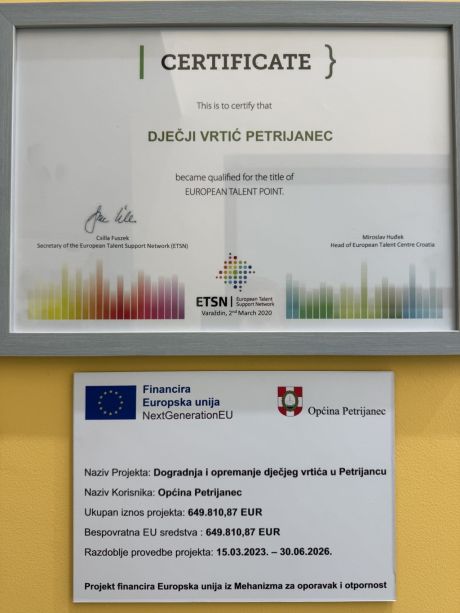 CERTIFICATE
This is to certify that
DJEČJI VRTIĆ PETRIJANEC
became qualified for the title of
EUROPEAN TALENT POINT.
Csilla Fuszek
Secretary of the European Talent Support Network (ETSN)
Miroslav Huđek
Head of European Talent Centre Croatia
ETSN | European Talent
Support Network
Varaždin, 2nd March 2020
Financira
Europska unija
NextGenerationEU
Općina Petrijanec
Naziv Projekta: Dogradnja i opremanje dječjeg vrtića u Petrijancu
Naziv Korisnika: Općina Petrijanec
Ukupan iznos projekta: 649.810,87 EUR
Bespovratna EU sredstva : 649.810,87 EUR
Razdoblje provedbe projekta: 15.03.2023. – 30.06.2026.
Projekt financira Europska unija iz Mehanizma za oporavak i otpornost